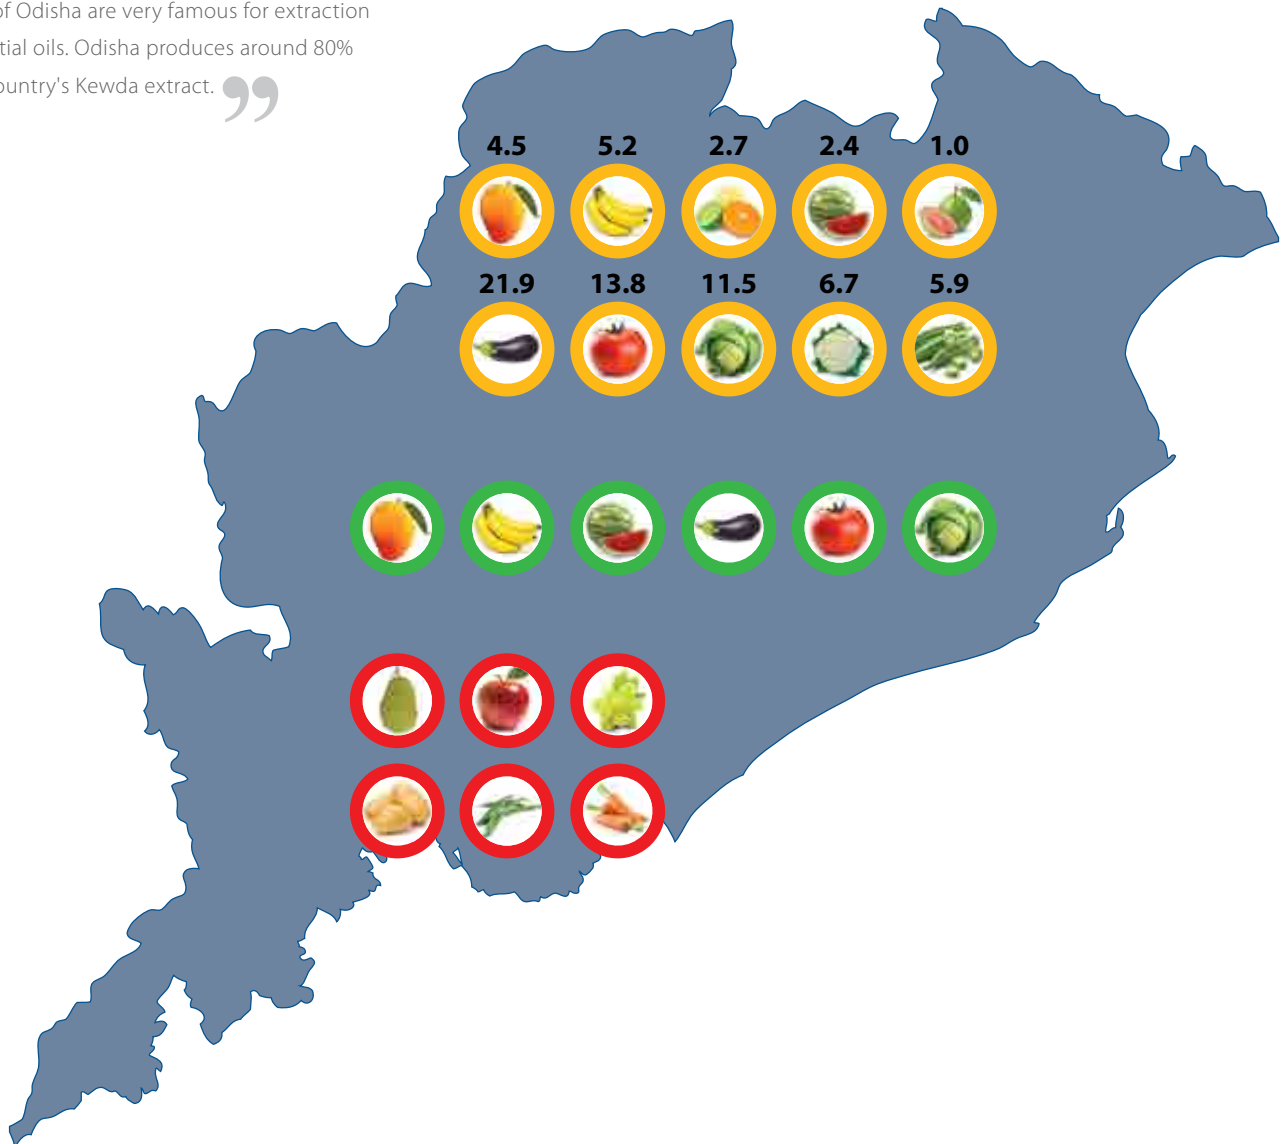 of Odisha are very famous for extraction
tial oils. Odisha produces around 80%
ountry's Kewda extract. ”
4.5 5.2 2.7 2.4 1.0
21.9 13.8 11.5 6.7 5.9